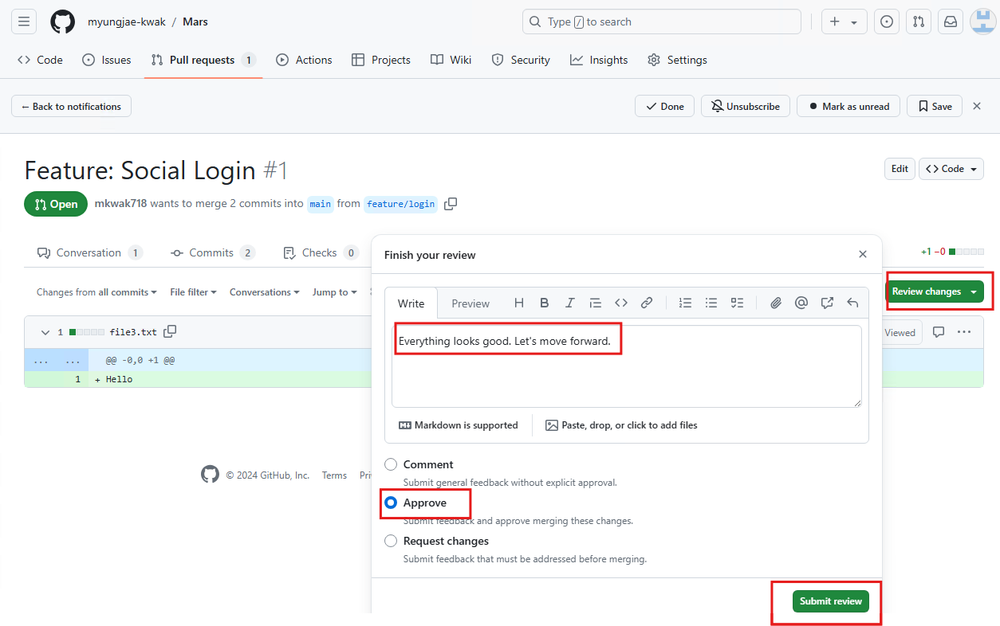 myungjae-kwak / Mars
Type / to search
Code
Issues
Pull requests 1
Actions
Projects
Wiki
Security
Insights
Settings
← Back to notifications
Done
Unsubscribe
Mark as unread
Save
Feature: Social Login #1
Edit
Code
Open
mkwak718 wants to merge 2 commits into main from feature/login
Conversation 1
Commits 2
Checks 0
+1 −0
Changes from all commits
File filter
Conversations
Jump to
Review changes
1 file3.txt
Viewed
... ... @@ -0,0 +1 @@
1 + Hello
Finish your review
Write
Preview
Everything looks good. Let's move forward.
Markdown is supported
Paste, drop, or click to add files
Comment
Submit general feedback without explicit approval.
Approve
Submit feedback and approve merging these changes.
Request changes
Submit feedback that must be addressed before merging.
Submit review
© 2024 GitHub, Inc.
Terms